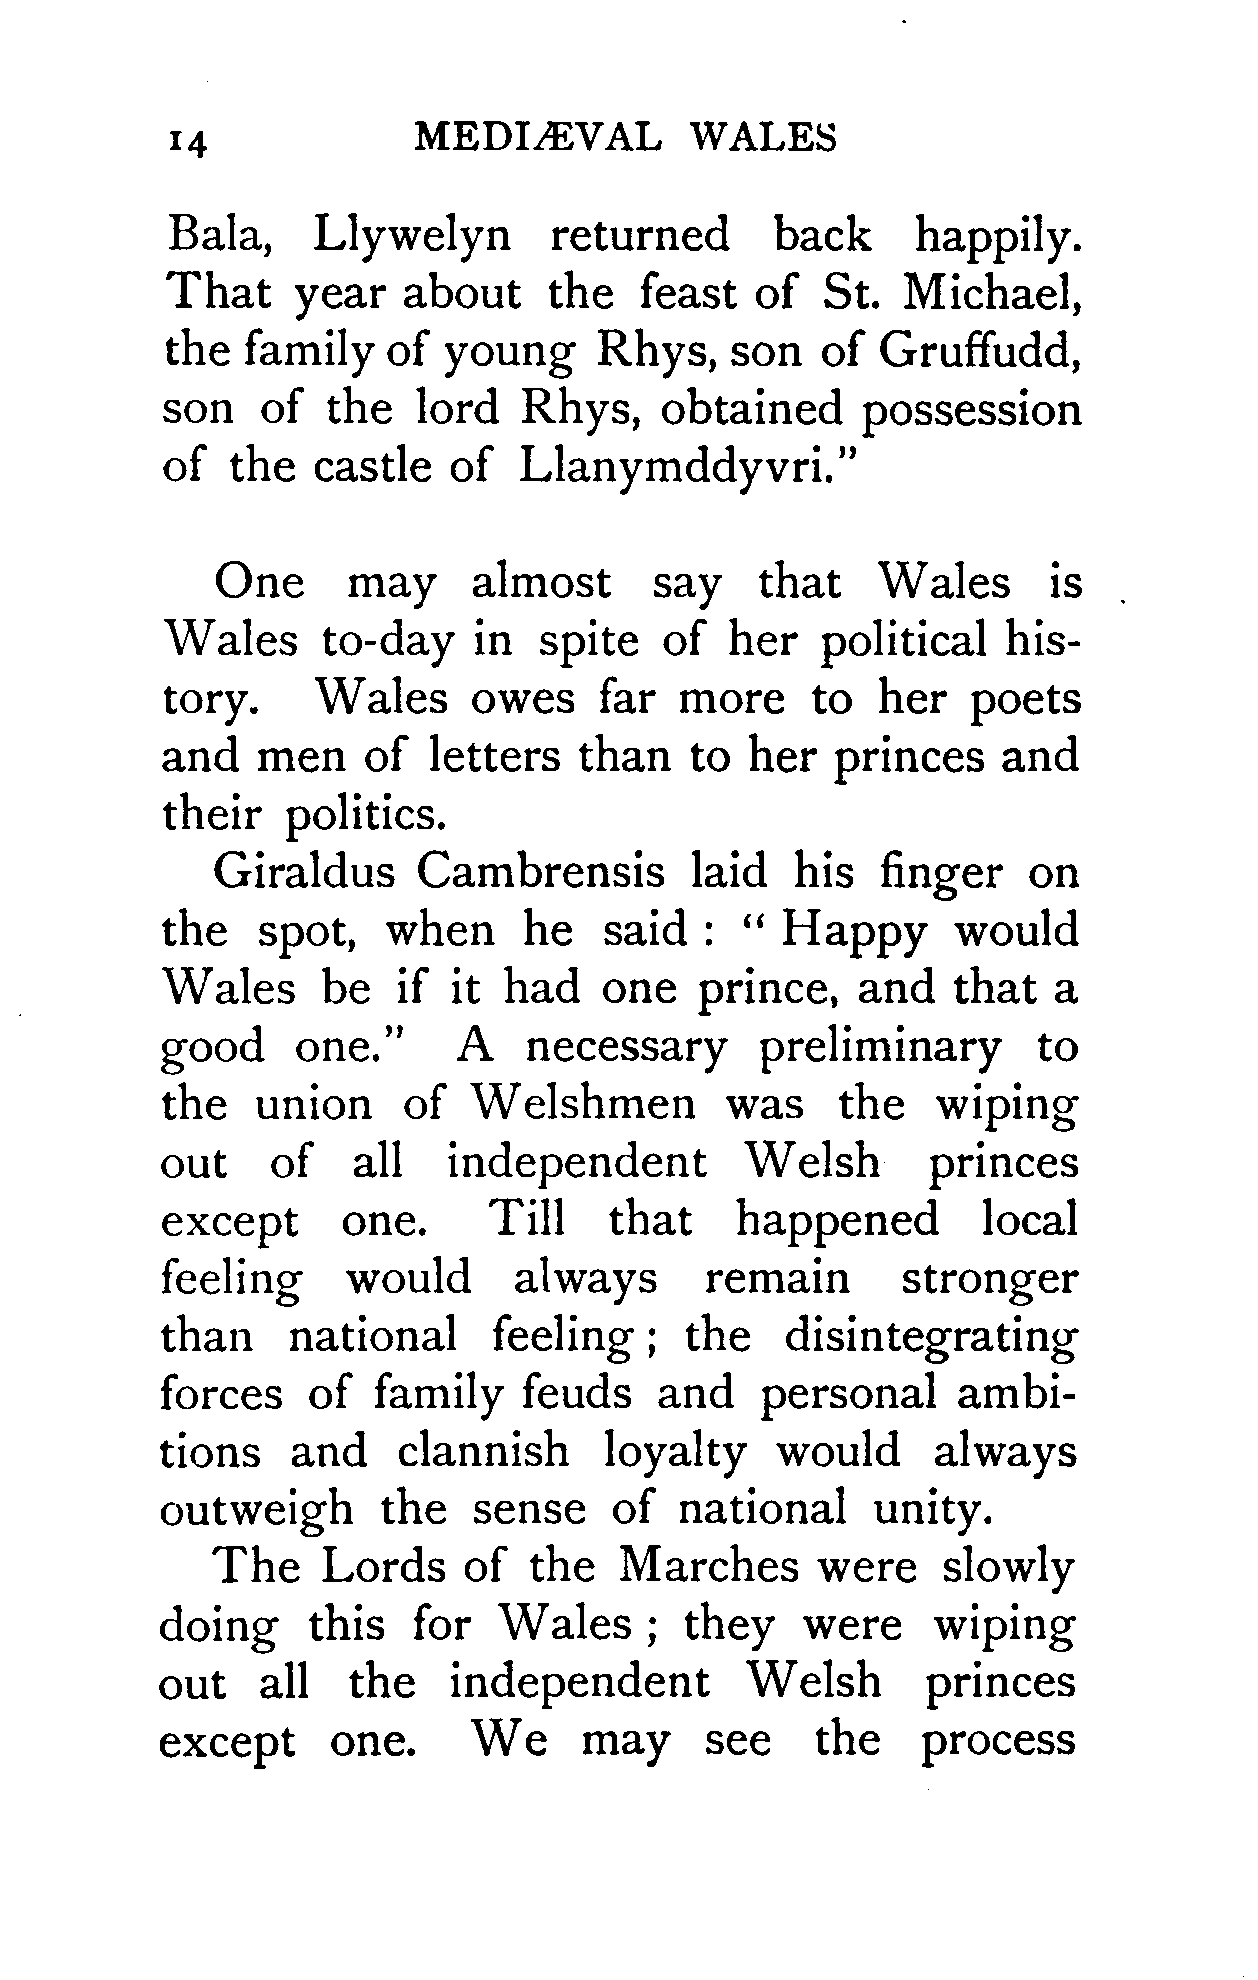 14 MEDIÆVAL WALES
Bala, Llywelyn returned back happily.
That year about the feast of St. Michael,
the family of young Rhys, son of Gruffudd,
son of the lord Rhys, obtained possession
of the castle of Llanymddyvri."
One may almost say that Wales is
Wales to-day in spite of her political his-
tory. Wales owes far more to her poets
and men of letters than to her princes and
their politics.
Giraldus Cambrensis laid his finger on
the spot, when he said : " Happy would
Wales be if it had one prince, and that a
good one." A necessary preliminary to
the union of Welshmen was the wiping
out of all independent Welsh princes
except one. Till that happened local
feeling would always remain stronger
than national feeling ; the disintegrating
forces of family feuds and personal ambi-
tions and clannish loyalty would always
outweigh the sense of national unity.
The Lords of the Marches were slowly
doing this for Wales ; they were wiping
out all the independent Welsh princes
except one. We may see the process